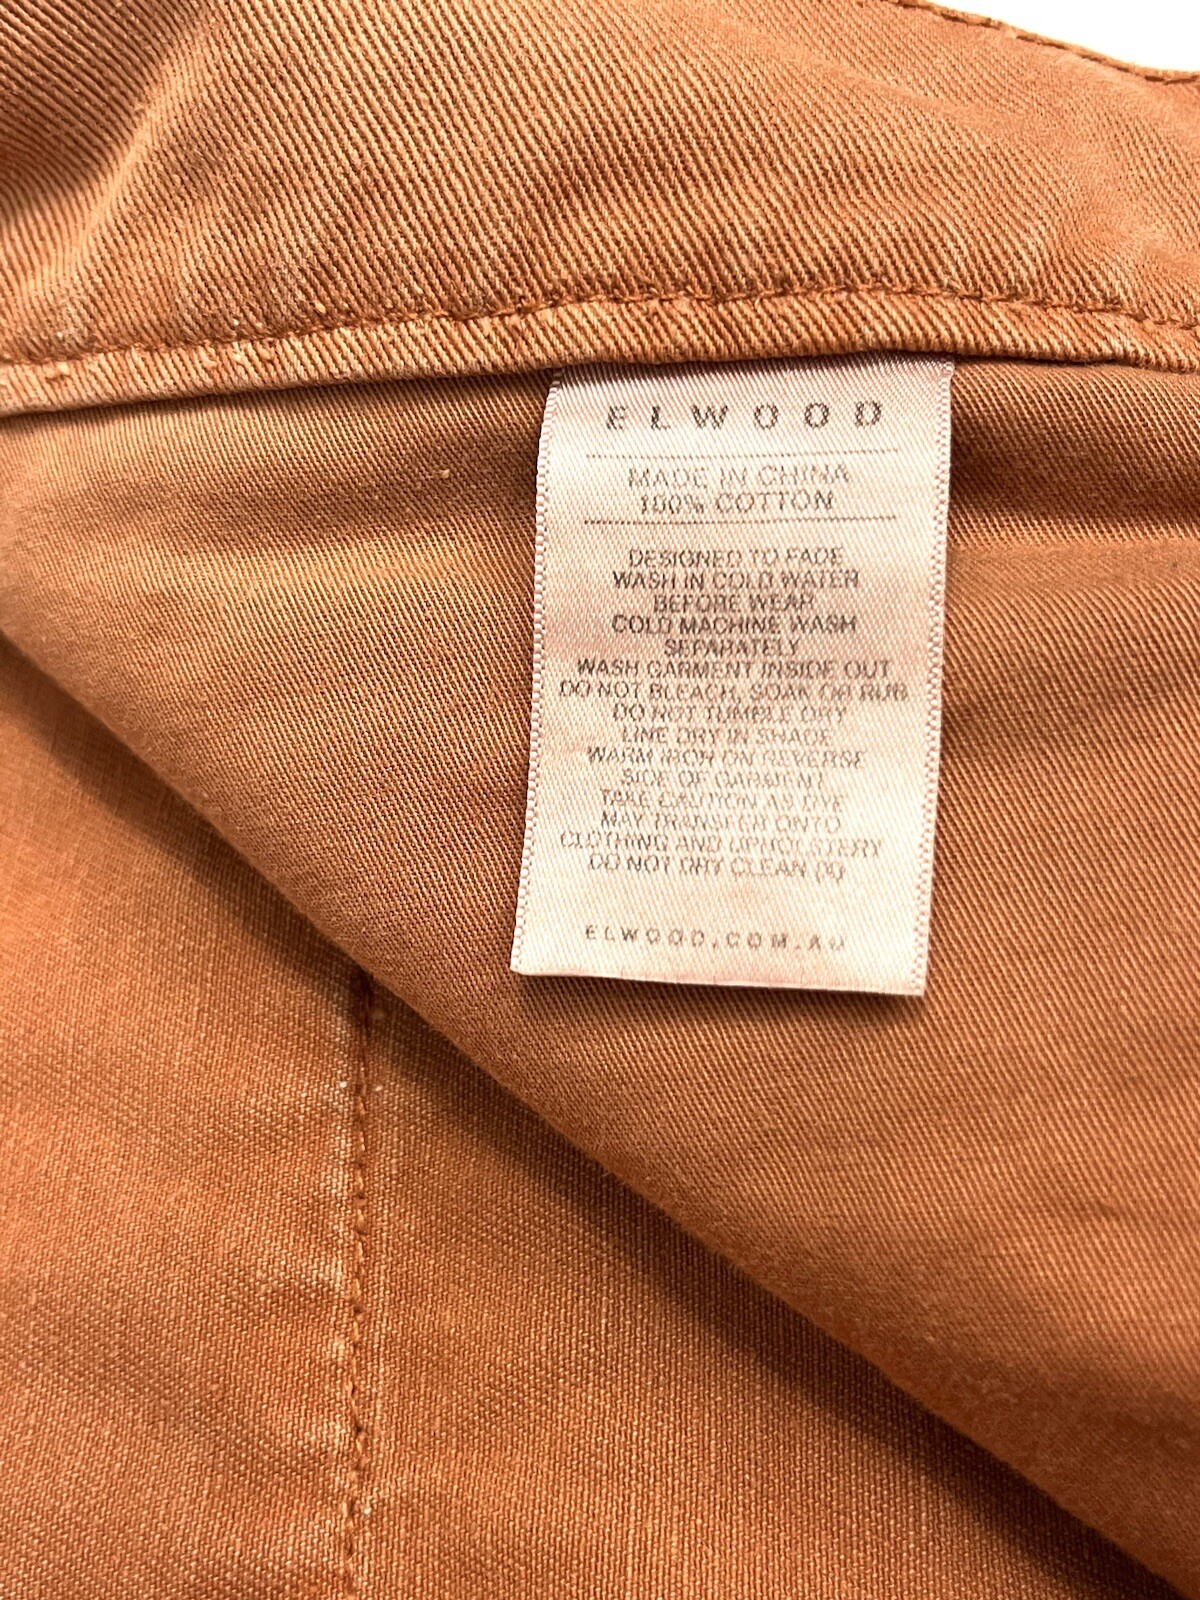 ELWOOD
MADE IN CHINA
100% COTTON
DESIGNED TO FADE
WASH IN COLD WATER
BEFORE WEAR
COLD MACHINE WASH
SEPARATELY
WASH GARMENT INSIDE OUT
DO NOT BLEACH, SOAK OR RUB
DO NOT TUMBLE DRY
LINE DRY IN SHADE
WARM IRON ON REVERSE
SIDE OF GARMENT
TAKE CAUTION AS DYE
MAY TRANSFER ONTO
CLOTHING AND UPHOLSTERY
DO NOT DRY CLEAN
ELWOOD.COM.AU